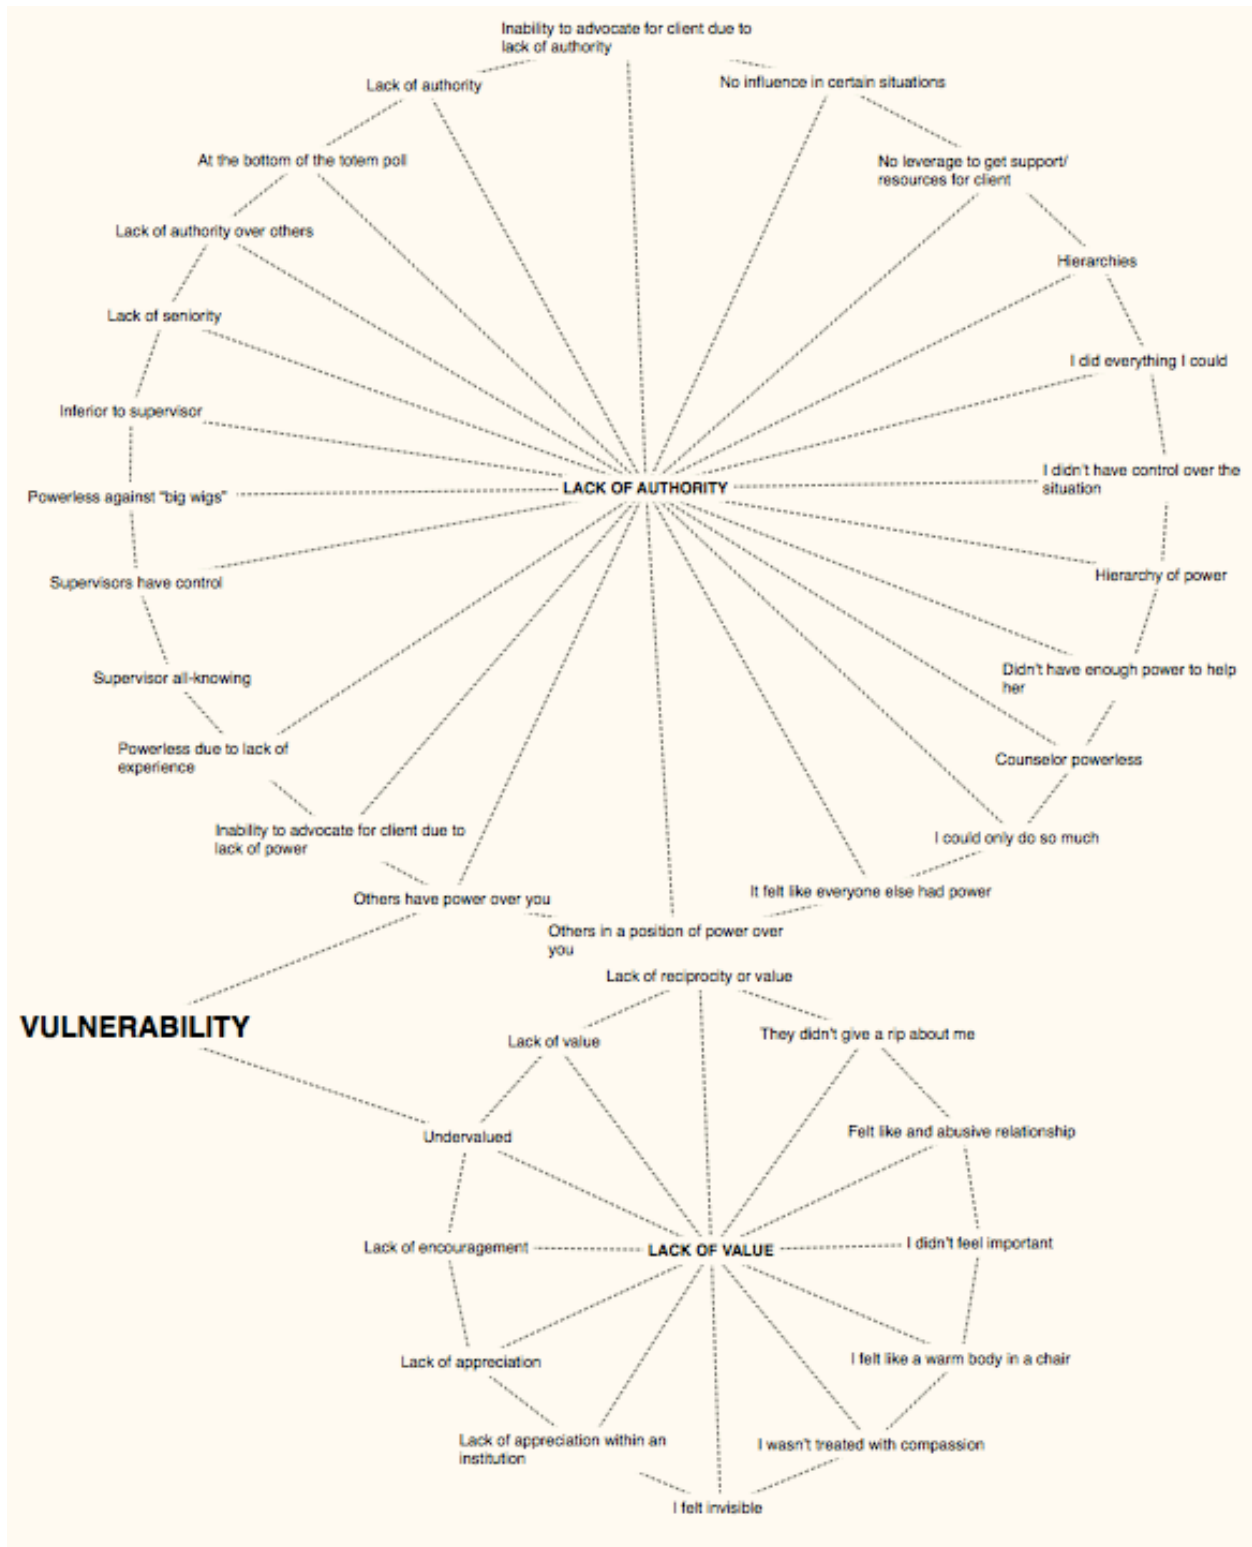 Inability to advocate for client due to
lack of authority
Lack of authority
No influence in certain situations
At the bottom of the totem poll
No leverage to get support/
resources for client
Lack of authority over others
Hierarchies
Lack of seniority
I did everything I could
Inferior to supervisor
I didn't have control over the
situation
Powerless against "big wigs"
LACK OF AUTHORITY
Supervisors have control
Hierarchy of power
Supervisor all-knowing
Didn't have enough power to help
her
Powerless due to lack of
experience
Counselor powerless
Inability to advocate for client due to
lack of power
I could only do so much
Others have power over you
It felt like everyone else had power
Others in a position of power over
you
Lack of reciprocity or value
VULNERABILITY
Lack of value
They didn't give a rip about me
Undervalued
Felt like and abusive relationship
Lack of encouragement
LACK OF VALUE
I didn't feel important
Lack of appreciation
I felt like a warm body in a chair
Lack of appreciation within an
institution
I wasn't treated with compassion
I felt invisible